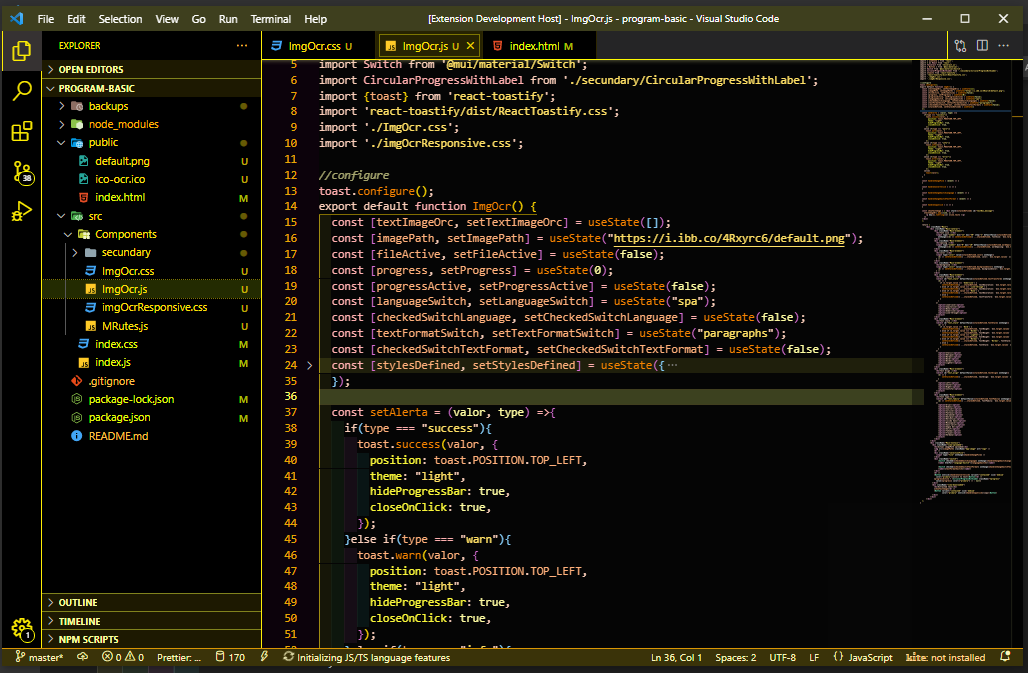 File Edit Selection View Go Run Terminal Help
[Extension Development Host] - ImgOcr.js - program-basic - Visual Studio Code
EXPLORER
ImgOcr.css U
ImgOcr.js U
index.html M
OPEN EDITORS
PROGRAM-BASIC
backups
node_modules
public
default.png U
ico-ocr.ico U
index.html M
src
Components
secundary
ImgOcr.css U
ImgOcr.js U
imgOcrResponsive.css U
MRutes.js U
index.css M
index.js M
.gitignore
package-lock.json M
package.json M
README.md
OUTLINE
TIMELINE
NPM SCRIPTS
38
1
5 import Switch from '@mui/material/Switch';
6 import CircularProgressWithLabel from './secundary/CircularProgressWithLabel';
7 import {toast} from 'react-toastify';
8 import 'react-toastify/dist/ReactToastify.css';
9 import './ImgOcr.css';
10 import './imgOcrResponsive.css';
11
12 //configure
13 toast.configure();
14 export default function ImgOcr() {
15 const [textImageOrc, setTextImageOrc] = useState([]);
16 const [imagePath, setImagePath] = useState("https://i.ibb.co/4Rxyrc6/default.png");
17 const [fileActive, setFileActive] = useState(false);
18 const [progress, setProgress] = useState(0);
19 const [progressActive, setProgressActive] = useState(false);
20 const [languageSwitch, setLanguageSwitch] = useState("spa");
21 const [checkedSwitchLanguage, setCheckedSwitchLanguage] = useState(false);
22 const [textFormatSwitch, setTextFormatSwitch] = useState("paragraphs");
23 const [checkedSwitchTextFormat, setCheckedSwitchTextFormat] = useState(false);
24 const [stylesDefined, setStylesDefined] = useState({ ⋯
35 });
36
37 const setAlerta = (valor, type) =>{
38 if(type === "success"){
39 toast.success(valor, {
40 position: toast.POSITION.TOP_LEFT,
41 theme: "light",
42 hideProgressBar: true,
43 closeOnClick: true,
44 });
45 }else if(type === "warn"){
46 toast.warn(valor, {
47 position: toast.POSITION.TOP_LEFT,
48 theme: "light",
49 hideProgressBar: true,
50 closeOnClick: true,
51 });
master* 0 0 Prettier: ... 170 Initializing JS/TS language features
Ln 36, Col 1 Spaces: 2 UTF-8 LF {} JavaScript kite: not installed